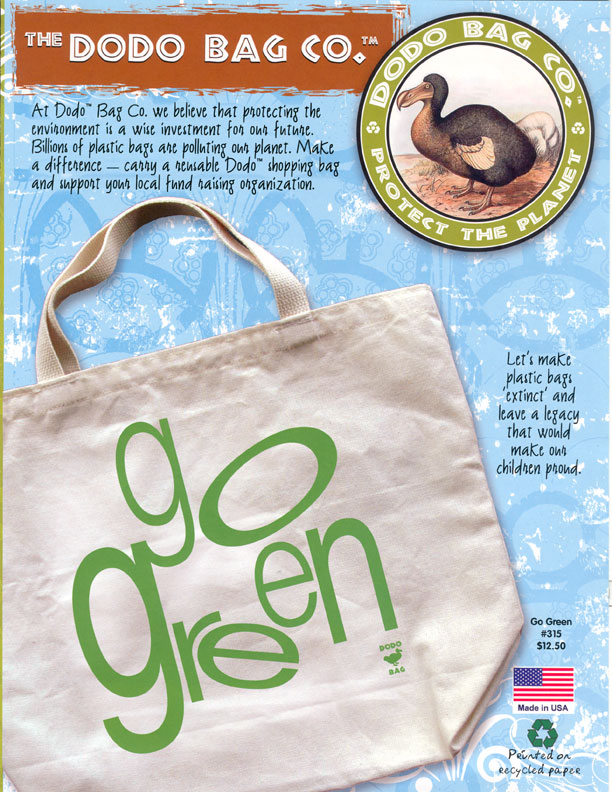 THE DODO BAG CO.™
DODO BAG CO.™
PROTECT THE PLANET
At Dodo™ Bag Co. we believe that protecting the
environment is a wise investment for our future.
Billions of plastic bags are polluting our planet. Make
a difference – carry a reusable Dodo™ shopping bag
and support your local fund raising organization.
Let's make
plastic bags
‚extinct' and
leave a legacy
that would
make our
children proud.
go
green
DODO
BAG
Go Green
#315
$12.50
Made in USA
Printed on
recycled paper